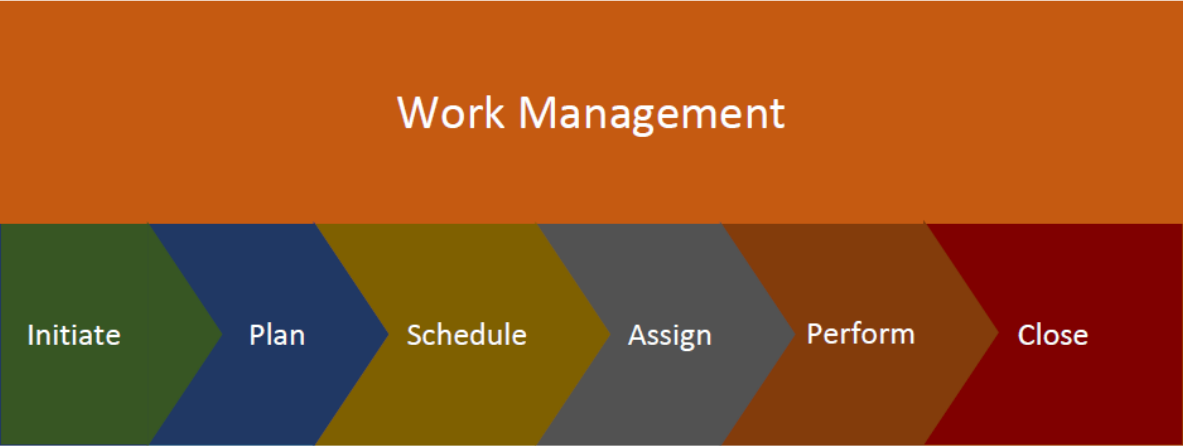 Work Management
Initiate
Plan
Schedule
Assign
Perform
Close